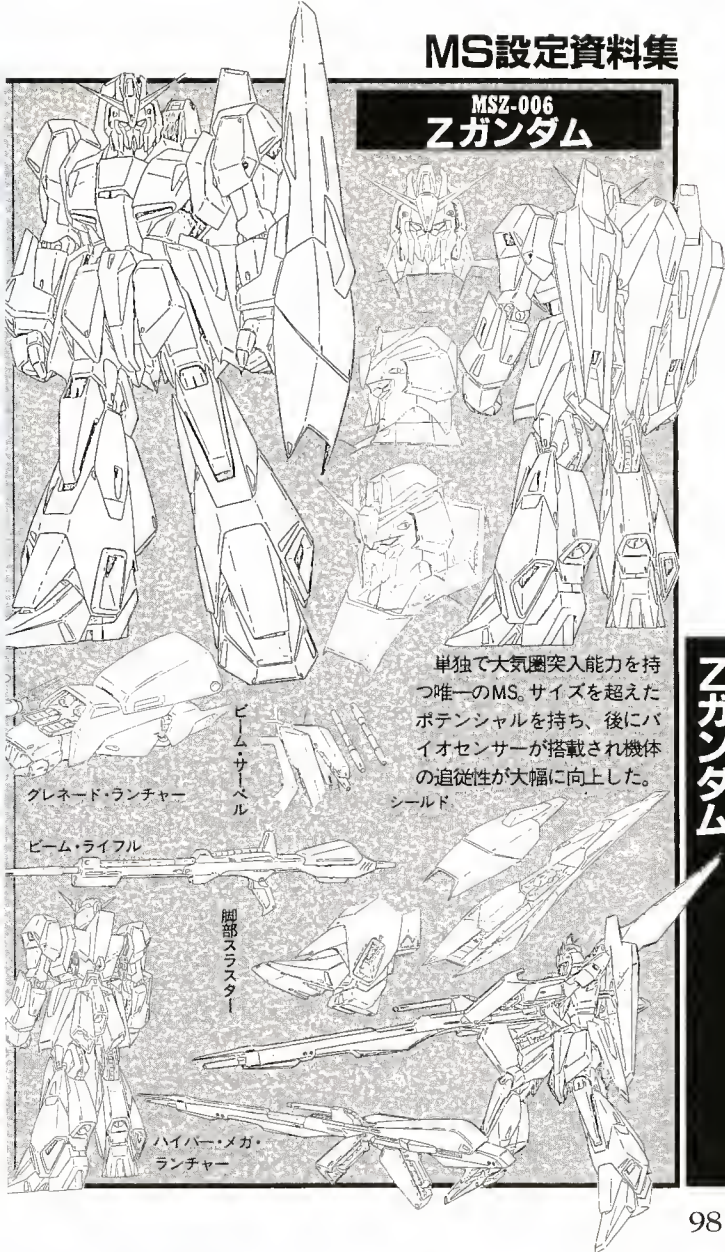 MS設定資料集
MSZ-006
Zガンダム
単独で大気圏突入能力を持
つ唯一のMS。サイズを超えた
ポテンシャルを持ち、後にバ
イオセンサーが搭載され機体
の追従性が大幅に向上した。
グレネード・ランチャー
ビーム・サーベル
シールド
ビーム・ライフル
脚部スラスター
ハイパー・メガ・
ランチャー
Zガンダム
98